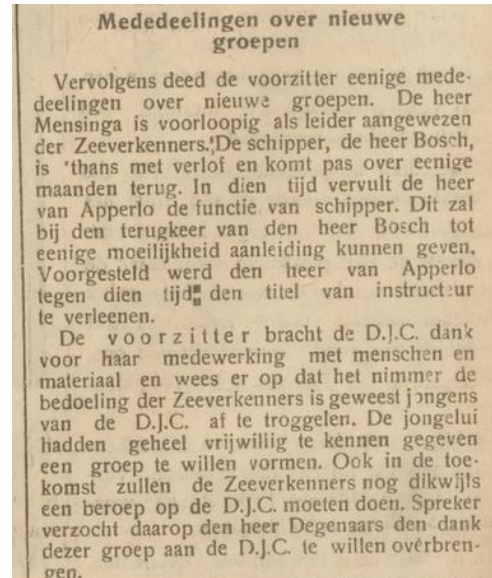 Mededeelingen over nieuwe
groepen
Vervolgens deed de voorzitter eenige mede-
deelingen over nieuwe groepen. De heer
Mensinga is voorloopig als leider aangewezen
der Zeeverkenners. De schipper, de heer Bosch,
is 'thans met verlof en komt pas over eenige
maanden terug. In dien tijd vervult de heer
van Apperlo de functie van schipper. Dit zal
bij den terugkeer van den heer Bosch tot
eenige moeilijkheid aanleiding kunnen geven.
Voorgesteld werd den heer van Apperlo
tegen dien tijd den titel van instructeur
te verleenen.
De voorzitter bracht de D.J.C. dank
voor haar medewerking met menschen en
materiaal en wees er op dat het nimmer de
bedoeling der Zeeverkenners is geweest jongens
van de D.J.C. af te troggelen. De jongelui
hadden geheel vrijwillig te kennen gegeven
een groep te willen vormen. Ook in de toe-
komst zullen de Zeeverkenners nog dikwijls
een beroep op de D.J.C. moeten doen. Spreker
verzocht daarop den heer Degenaars den dank
dezer groep aan de D.J.C. te willen overbren-
gen.